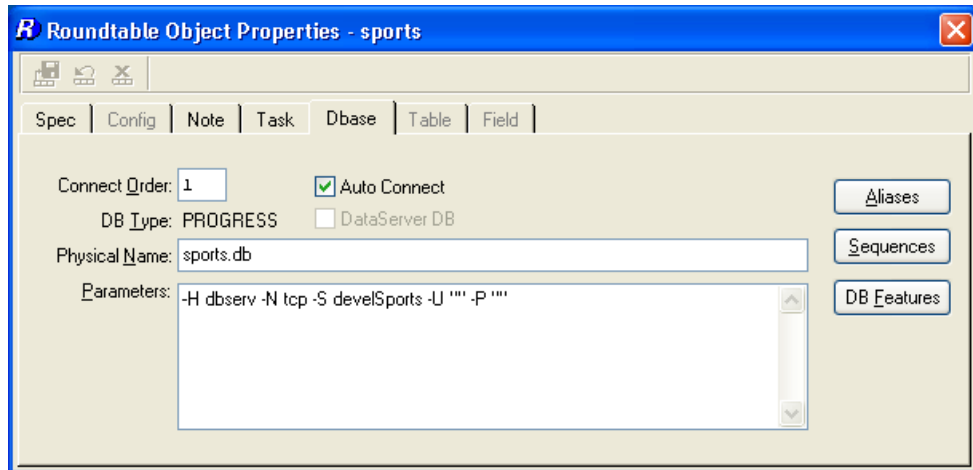 R Roundtable Object Properties - sports
Spec Config Note Task Dbase Table Field
Connect Order: 1 Auto Connect Aliases
DB Type: PROGRESS DataServer DB
Physical Name: sports.db Sequences
Parameters: -H dbserv -N tcp -S develSports -U '"" -P '""
DB Features